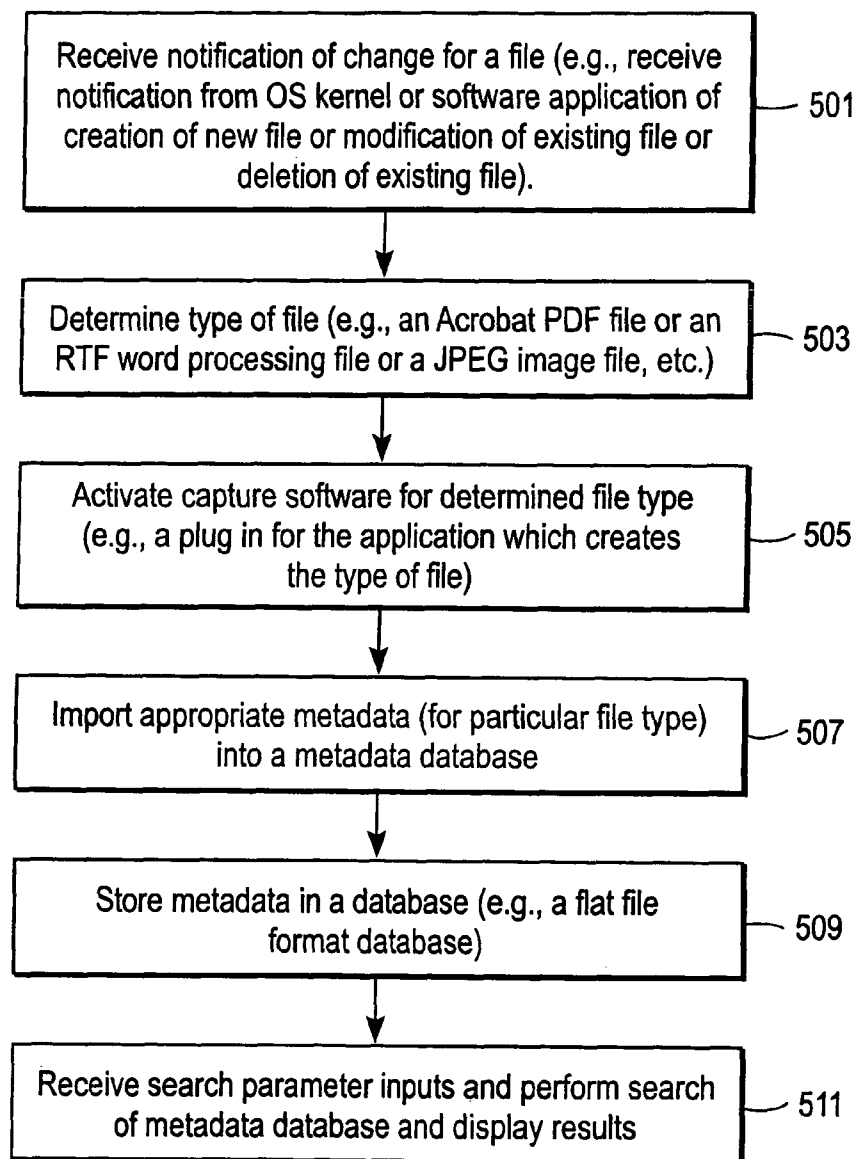 Receive notification of change for a file (e.g., receive
notification from OS kernel or software application of
creation of new file or modification of existing file or
deletion of existing file).
501
Determine type of file (e.g., an Acrobat PDF file or an
RTF word processing file or a JPEG image file, etc.)
503
Activate capture software for determined file type
(e.g., a plug in for the application which creates
the type of file)
505
Import appropriate metadata (for particular file type)
into a metadata database
507
Store metadata in a database (e.g., a flat file
format database)
509
Receive search parameter inputs and perform search
of metadata database and display results
511